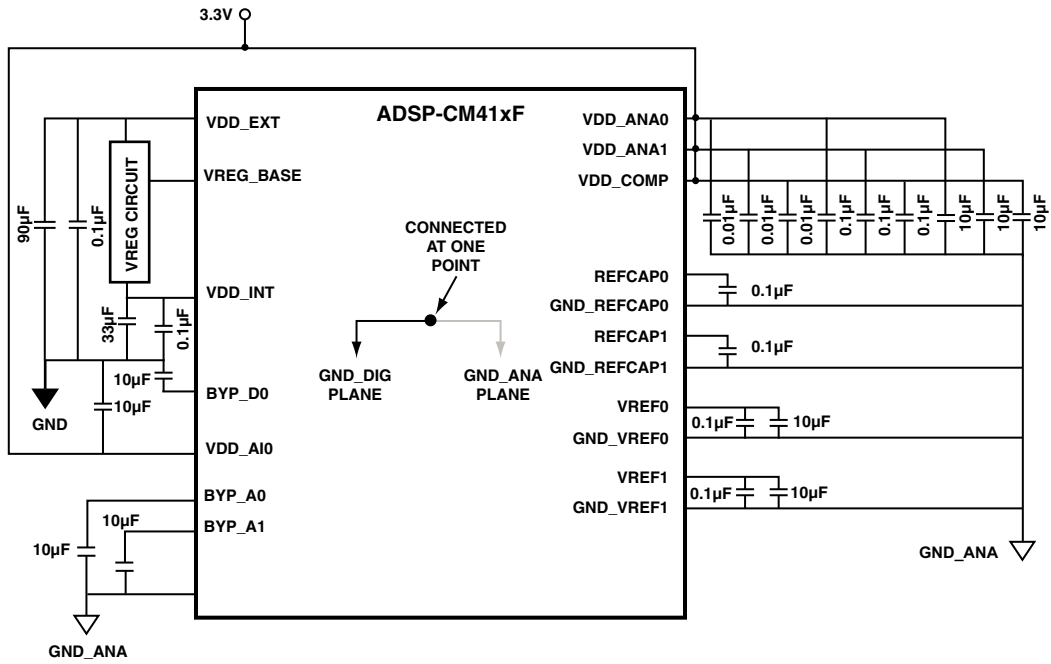 3.3V
ADSP-CM41xF
VDD_EXT
VREG_BASE
VDD_INT
BYP_D0
VDD_AI0
BYP_A0
BYP_A1
90µF
0.1µF
VREG CIRCUIT
33µF
0.1µF
10µF
10µF
GND
10µF
10µF
GND_ANA
CONNECTED
AT ONE
POINT
GND_DIG
PLANE
GND_ANA
PLANE
VDD_ANA0
VDD_ANA1
VDD_COMP
REFCAP0
GND_REFCAP0
REFCAP1
GND_REFCAP1
VREF0
GND_VREF0
VREF1
GND_VREF1
0.01µF
0.01µF
0.01µF
0.1µF
0.1µF
0.1µF
10µF
10µF
10µF
0.1µF
0.1µF
0.1µF
10µF
0.1µF
10µF
GND_ANA